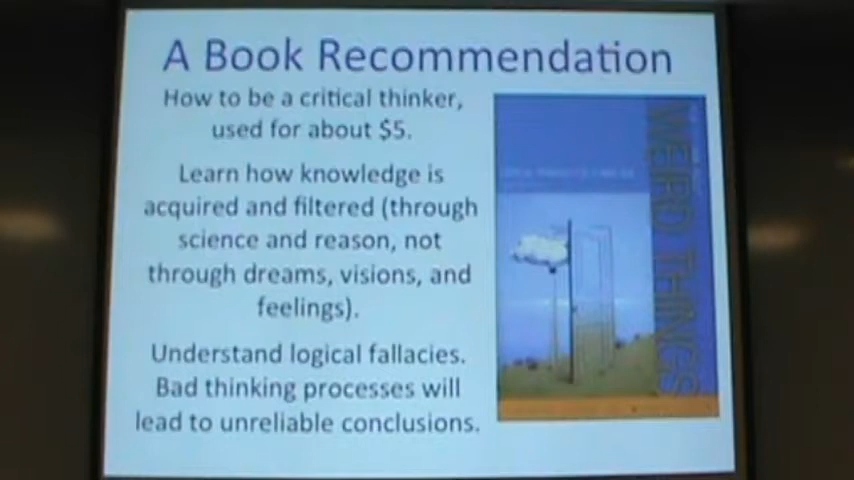 A Book Recommendation
How to be a critical thinker,
used for about $5.
Learn how knowledge is
acquired and filtered (through
science and reason, not
through dreams, visions, and
feelings).
Understand logical fallacies.
Bad thinking processes will
lead to unreliable conclusions.
WEIRD THINGS